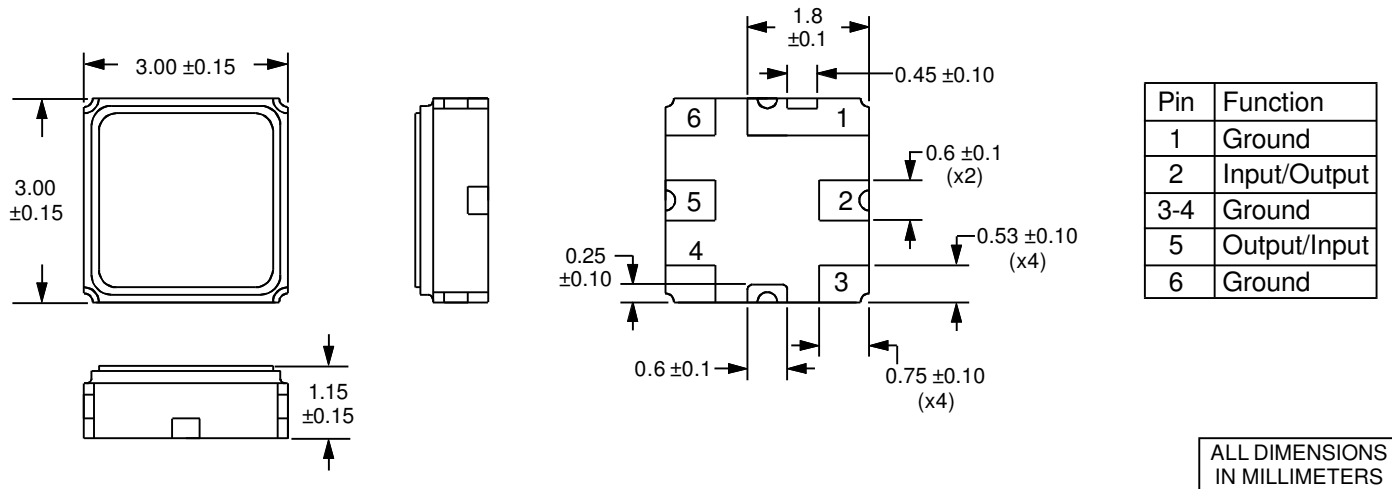 3.00 ±0.15
3.00
±0.15
1.15
±0.15
1.8
±0.1
0.45 ±0.10
6
1
0.6 ±0.1
(x2)
5
2
4
3
0.53 ±0.10
(x4)
0.25
±0.10
0.6 ±0.1
0.75 ±0.10
(x4)
Pin Function
1 Ground
2 Input/Output
3-4 Ground
5 Output/Input
6 Ground
ALL DIMENSIONS
IN MILLIMETERS